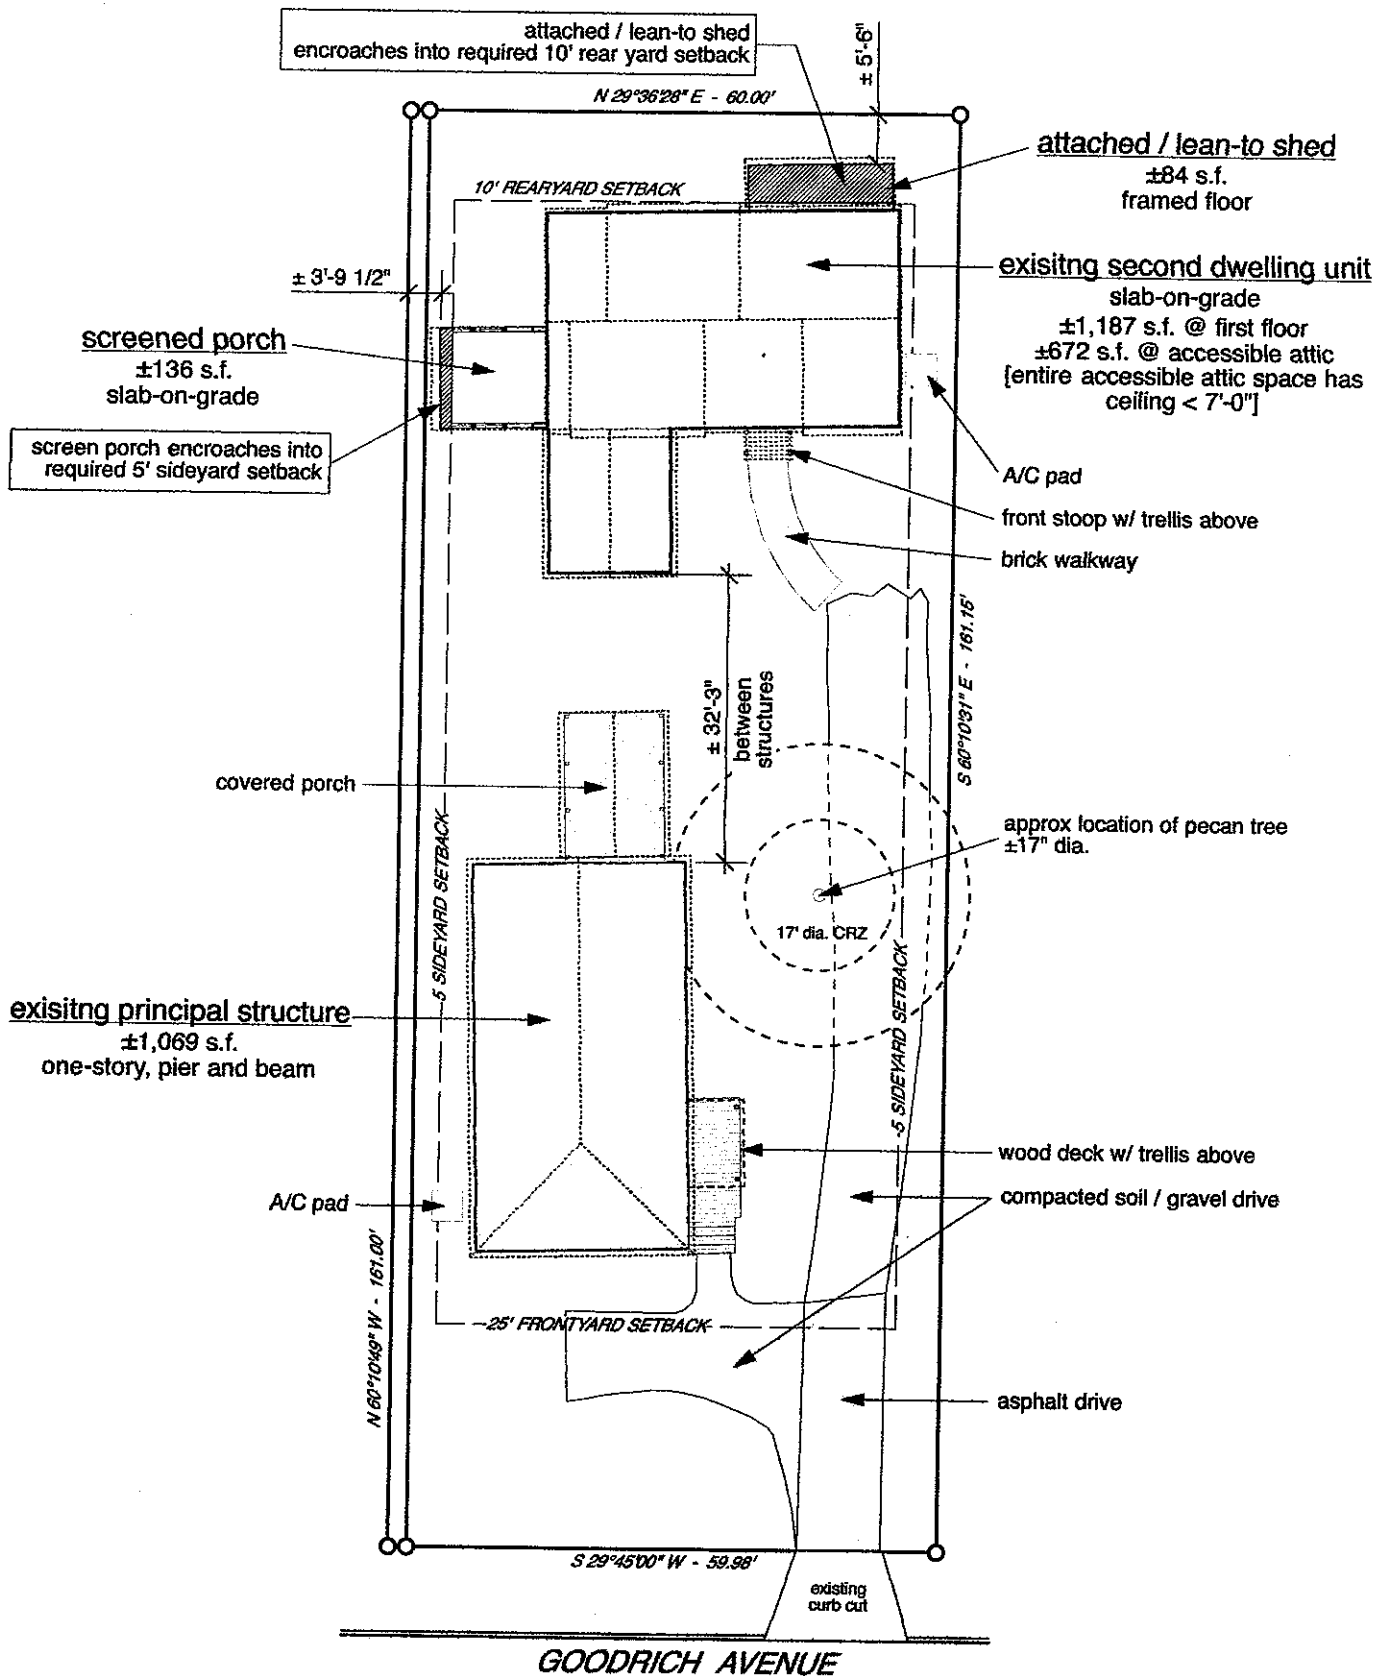 attached / lean-to shed
encroaches into required 10' rear yard setback
± 5'-6"
N 29°36'28" E - 60.00'
attached / lean-to shed
±84 s.f.
framed floor
10' REARYARD SETBACK
exisitng second dwelling unit
slab-on-grade
±1,187 s.f. @ first floor
±672 s.f. @ accessible attic
[entire accessible attic space has
ceiling < 7'-0"]
± 3'-9 1/2"
screened porch
±136 s.f.
slab-on-grade
screen porch encroaches into
required 5' sideyard setback
A/C pad
front stoop w/ trellis above
brick walkway
S 60°10'31" E - 161.15'
± 32'-3"
between
structures
covered porch
approx location of pecan tree
±17" dia.
17' dia. CRZ
5 SIDEYARD SETBACK
5 SIDEYARD SETBACK
exisitng principal structure
±1,069 s.f.
one-story, pier and beam
wood deck w/ trellis above
compacted soil / gravel drive
A/C pad
N 60°10'49" W - 161.00'
25' FRONTYARD SETBACK
asphalt drive
S 29°45'00" W - 59.98'
existing
curb cut
GOODRICH AVENUE